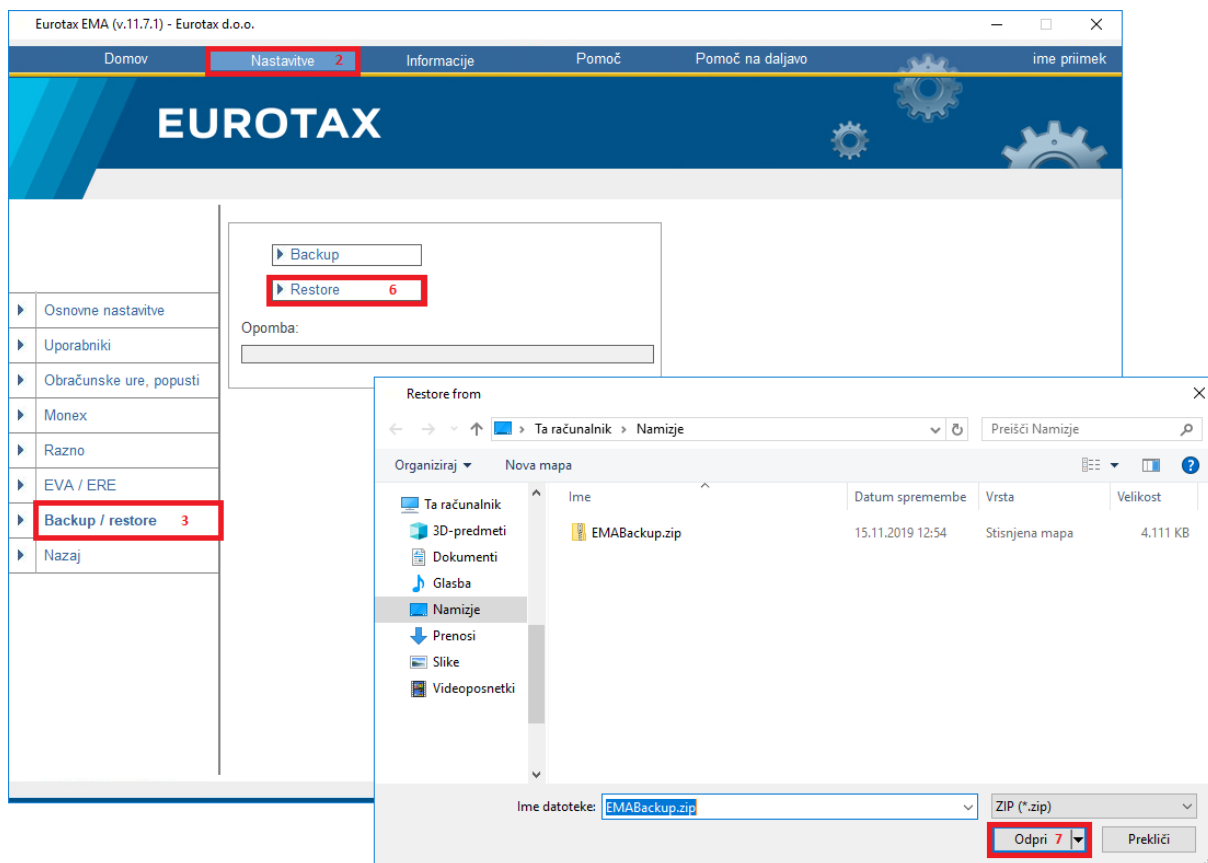 Eurotax EMA (v.11.7.1) - Eurotax d.o.o.
Domov Nastavitve 2 Informacije Pomoč Pomoč na daljavo ime priimek
EUROTAX
Backup
Restore 6
Opomba:
Osnovne nastavitve
Uporabniki
Obračunske ure, popusti
Monex
Razno
EVA / ERE
Backup / restore 3
Nazaj
Restore from
Ta računalnik › Namizje
Preišči Namizje
Organiziraj Nova mapa
Ta računalnik
3D-predmeti
Dokumenti
Glasba
Namizje
Prenosi
Slike
Videoposnetki
Ime Datum spremembe Vrsta Velikost
EMABackup.zip 15.11.2019 12:54 Stisnjena mapa 4.111 KB
Ime datoteke: EMABackup.zip ZIP (*.zip)
Odpri 7 Prekliči